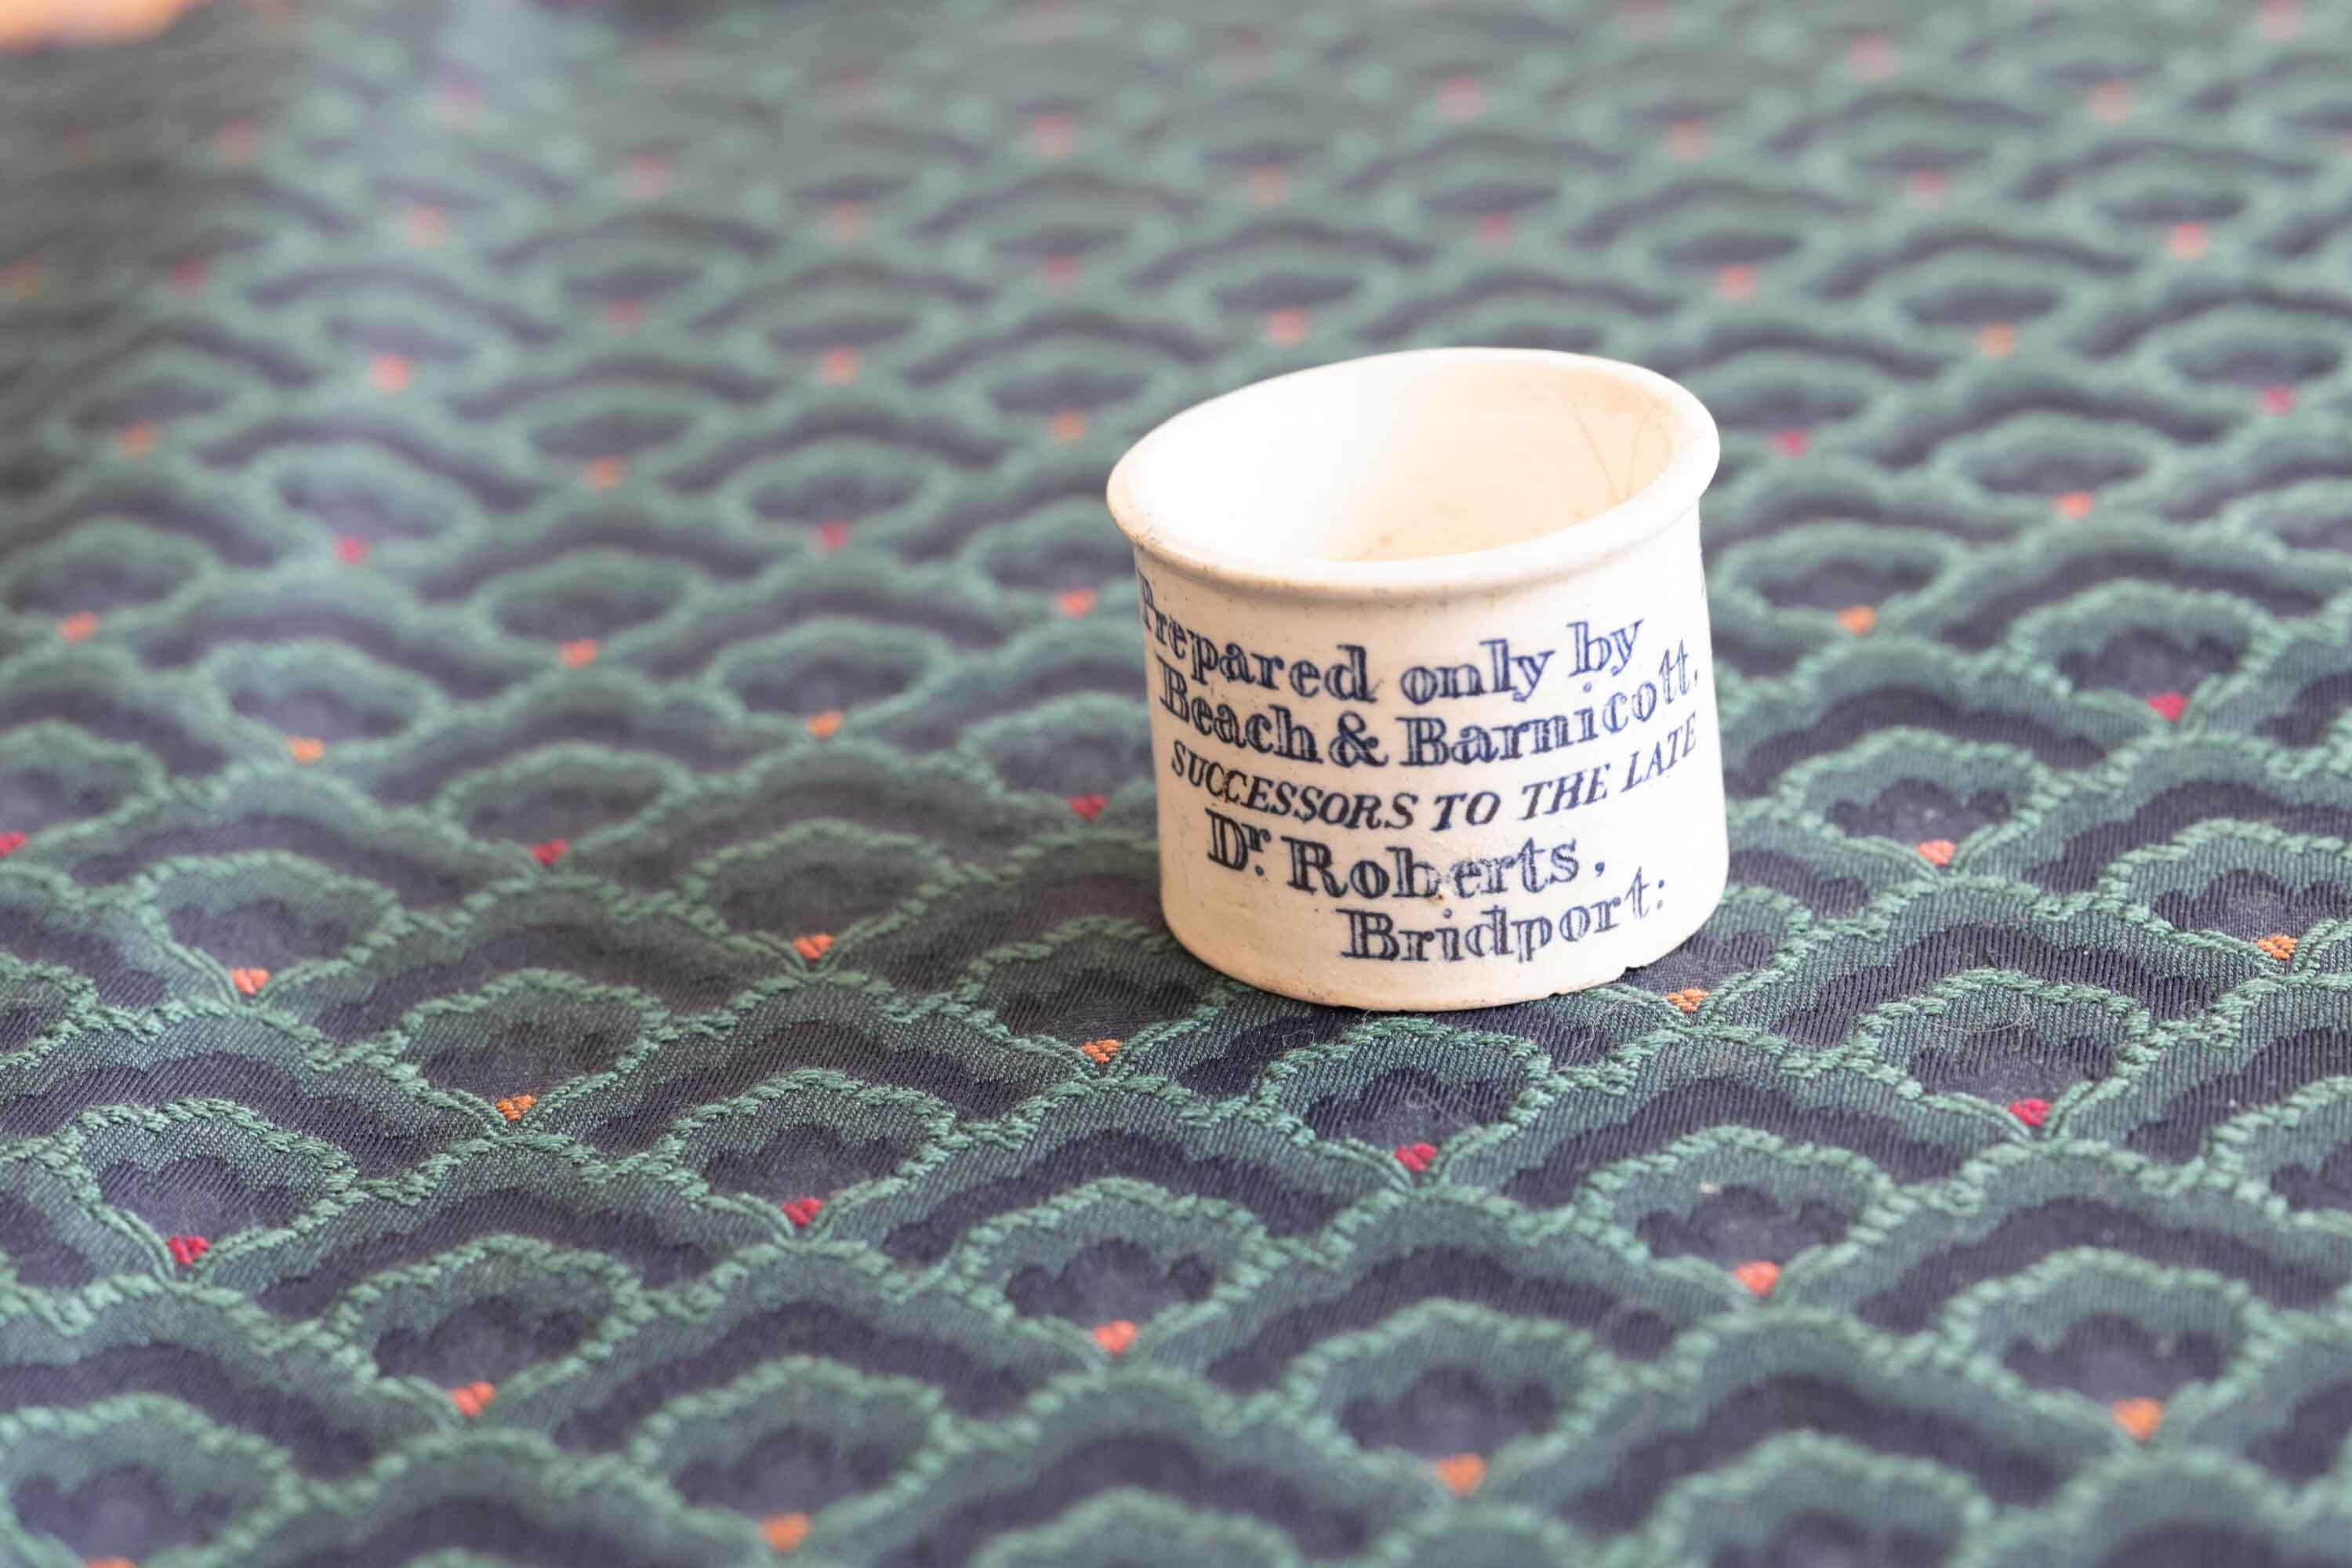 Prepared only by
Beach & Barnicott,
SUCCESSORS TO THE LATE
Dr. Roberts,
Bridport: